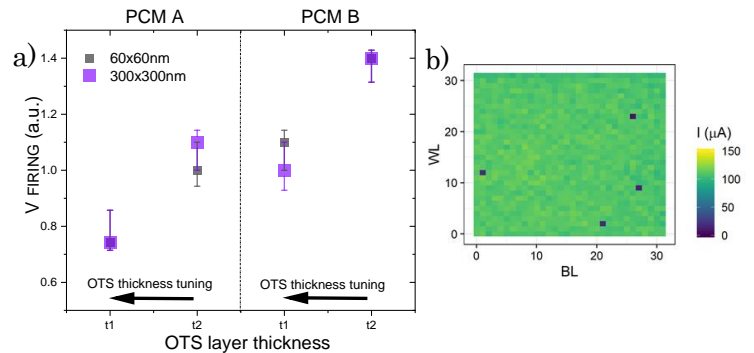 PCM A PCM B
a)
60x60nm
300x300nm
V FIRING (a.u.)
1.4
1.2
1.0
0.8
0.6
OTS thickness tuning OTS thickness tuning
t1 t2 t1 t2
OTS layer thickness
b)
WL
30
20
10
0
0 10 20 30
BL
I (μA)
150
100
50
0